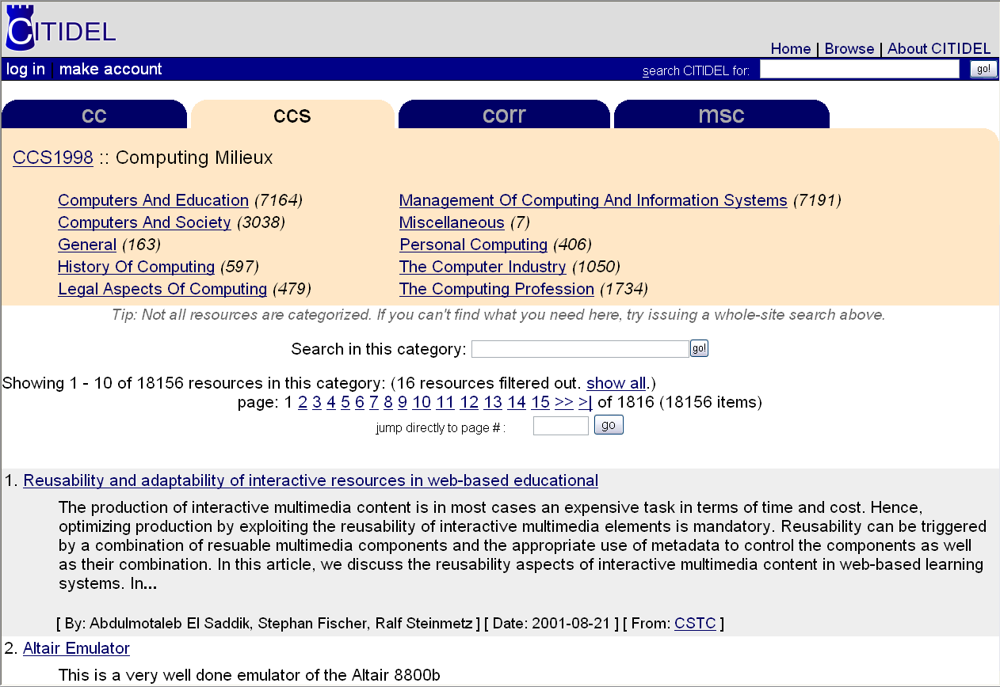 CITIDEL
Home | Browse | About CITIDEL
log in | make account search CITIDEL for: go!
cc ccs corr msc
CCS1998 :: Computing Milieux
Computers And Education (7164) Management Of Computing And Information Systems (7191)
Computers And Society (3038) Miscellaneous (7)
General (163) Personal Computing (406)
History Of Computing (597) The Computer Industry (1050)
Legal Aspects Of Computing (479) The Computing Profession (1734)
Tip: Not all resources are categorized. If you can't find what you need here, try issuing a whole-site search above.
Search in this category: go!
Showing 1 - 10 of 18156 resources in this category: (16 resources filtered out. show all.)
page: 1 2 3 4 5 6 7 8 9 10 11 12 13 14 15 >> >| of 1816 (18156 items)
jump directly to page # : go
1. Reusability and adaptability of interactive resources in web-based educational
The production of interactive multimedia content is in most cases an expensive task in terms of time and cost. Hence,
optimizing production by exploiting the reusability of interactive multimedia elements is mandatory. Reusability can be triggered
by a combination of resuable multimedia components and the appropriate use of metadata to control the components as well
as their combination. In this article, we discuss the reusability aspects of interactive multimedia content in web-based learning
systems. In...
[ By: Abdulmotaleb El Saddik, Stephan Fischer, Ralf Steinmetz ] [ Date: 2001-08-21 ] [ From: CSTC ]
2. Altair Emulator
This is a very well done emulator of the Altair 8800b